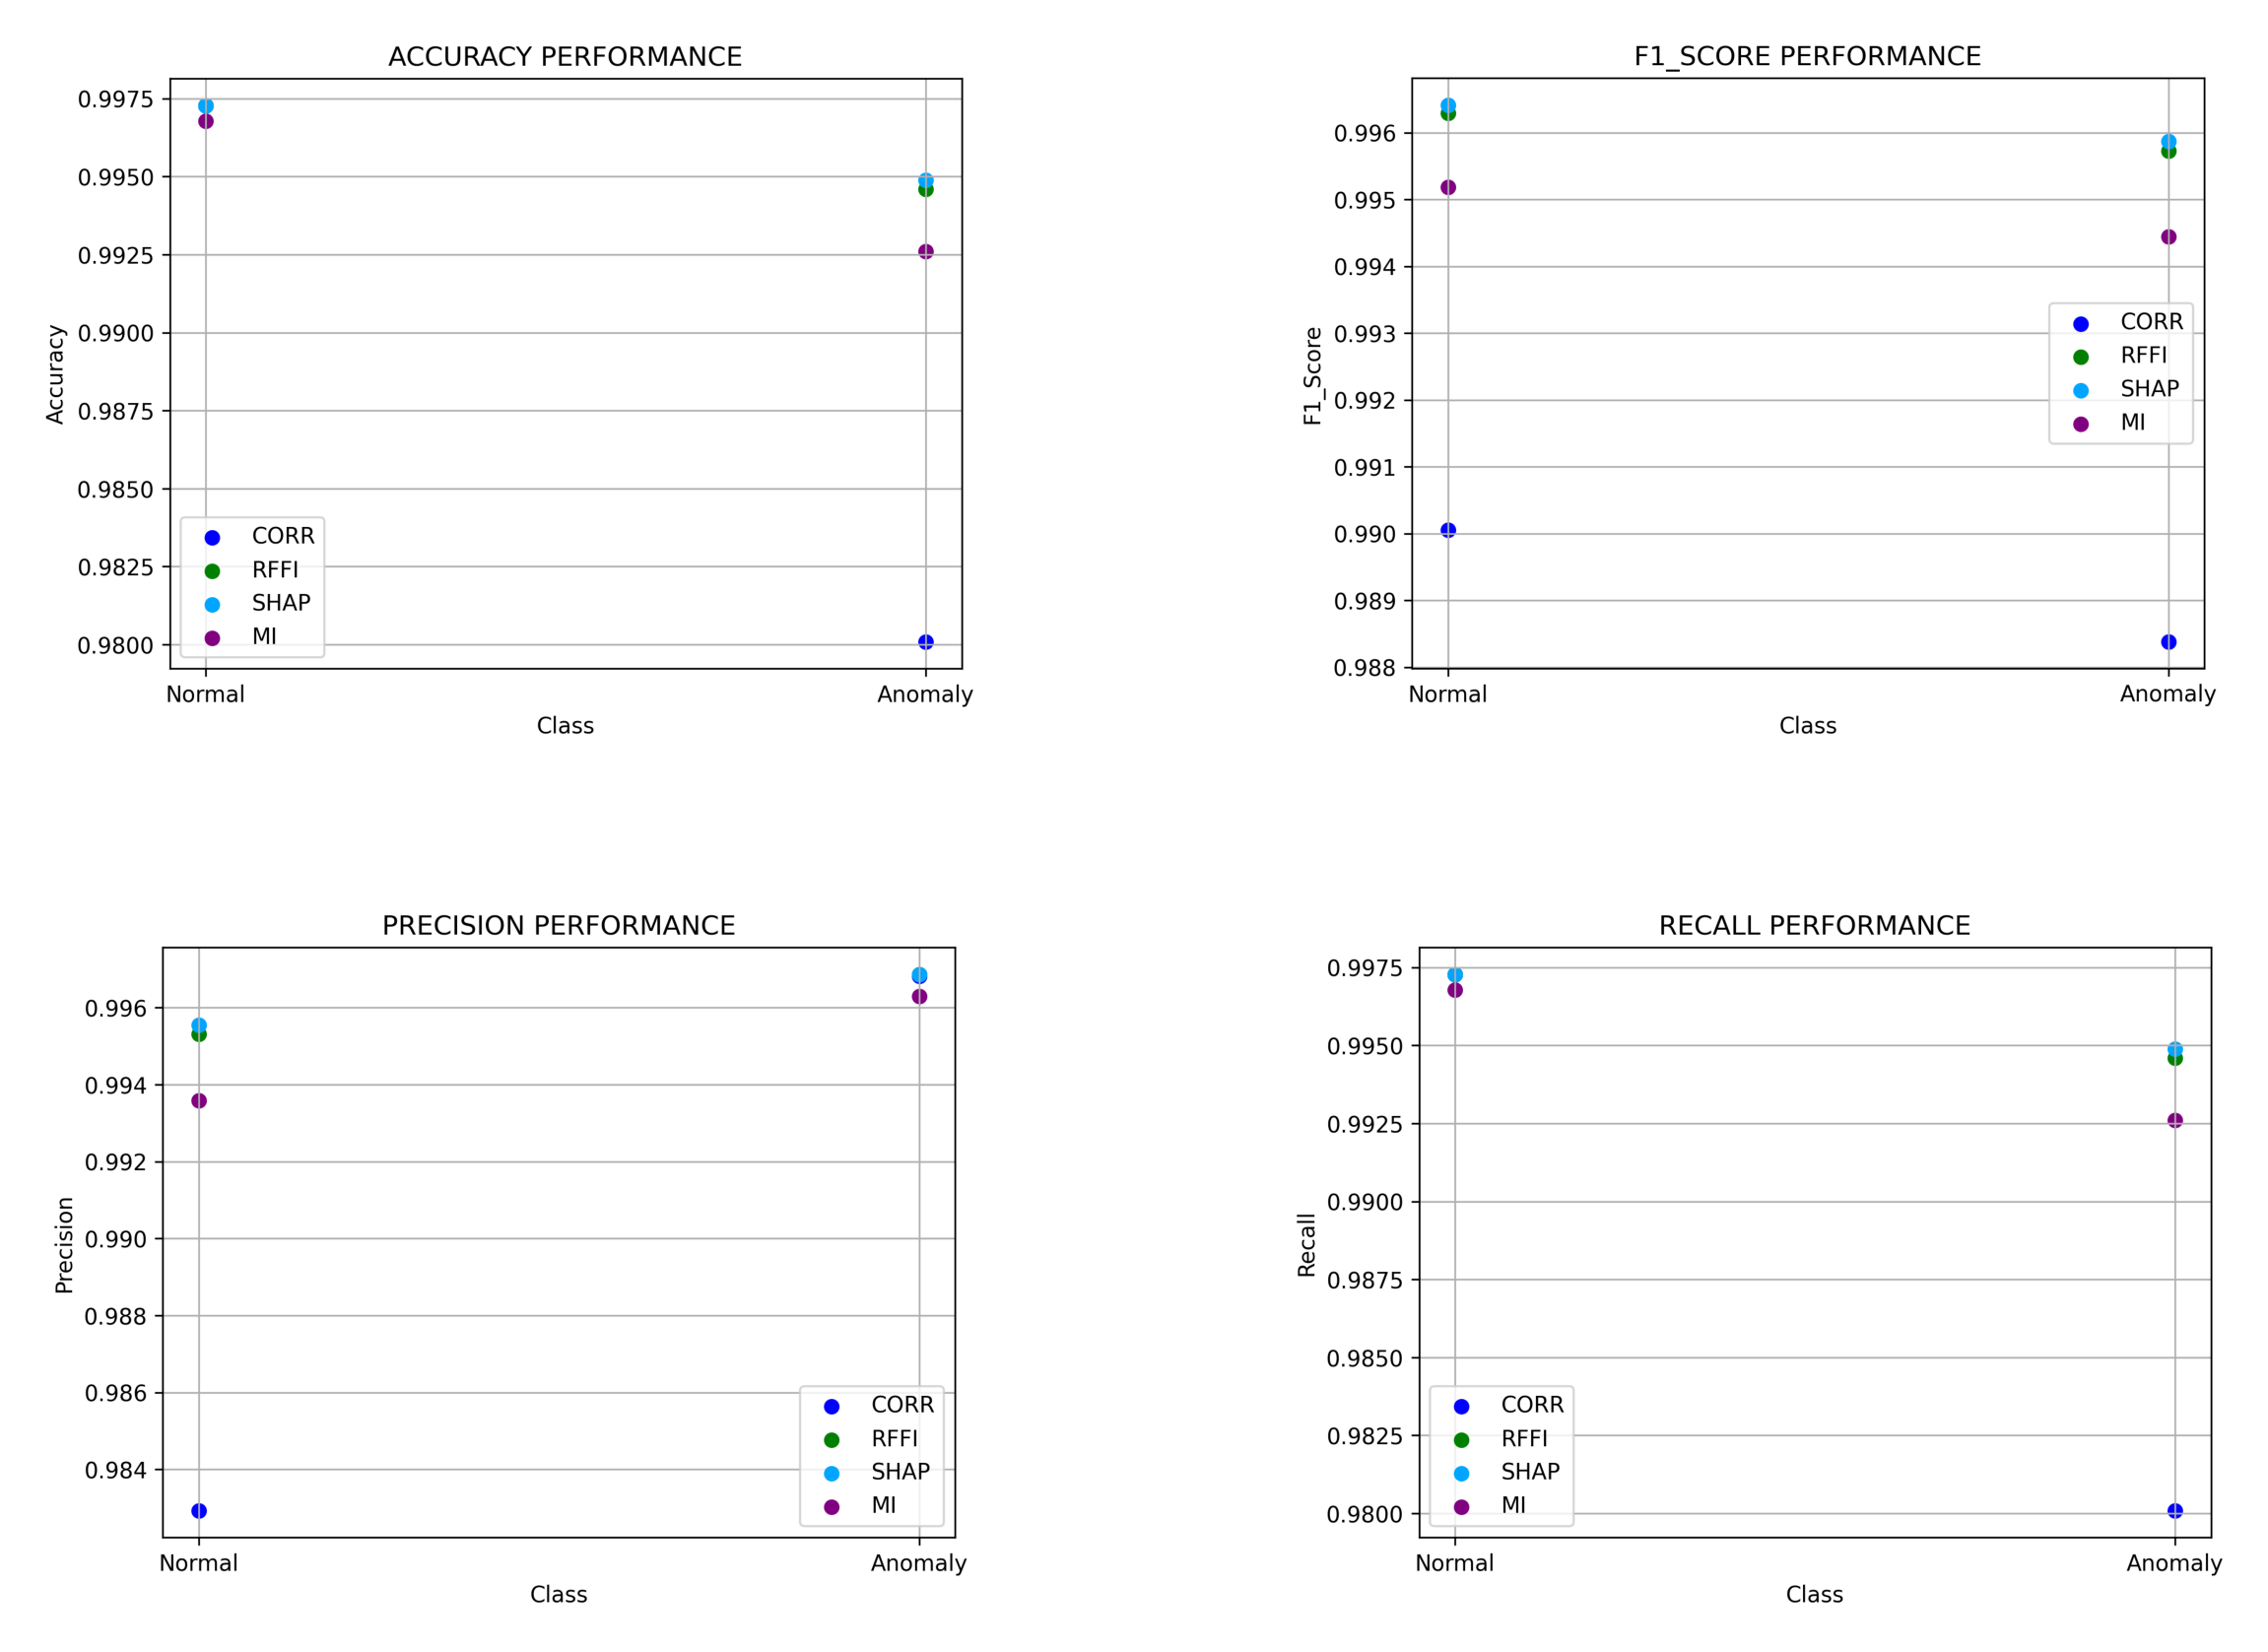 ACCURACY PERFORMANCE
0.9975
0.9950
0.9925
0.9900
0.9875
0.9850
0.9825
0.9800
Accuracy
CORR
RFFI
SHAP
MI
Normal
Anomaly
Class
F1_SCORE PERFORMANCE
0.996
0.995
0.994
0.993
0.992
0.991
0.990
0.989
0.988
F1_Score
CORR
RFFI
SHAP
MI
Normal
Anomaly
Class
PRECISION PERFORMANCE
0.996
0.994
0.992
0.990
0.988
0.986
0.984
Precision
CORR
RFFI
SHAP
MI
Normal
Anomaly
Class
RECALL PERFORMANCE
0.9975
0.9950
0.9925
0.9900
0.9875
0.9850
0.9825
0.9800
Recall
CORR
RFFI
SHAP
MI
Normal
Anomaly
Class